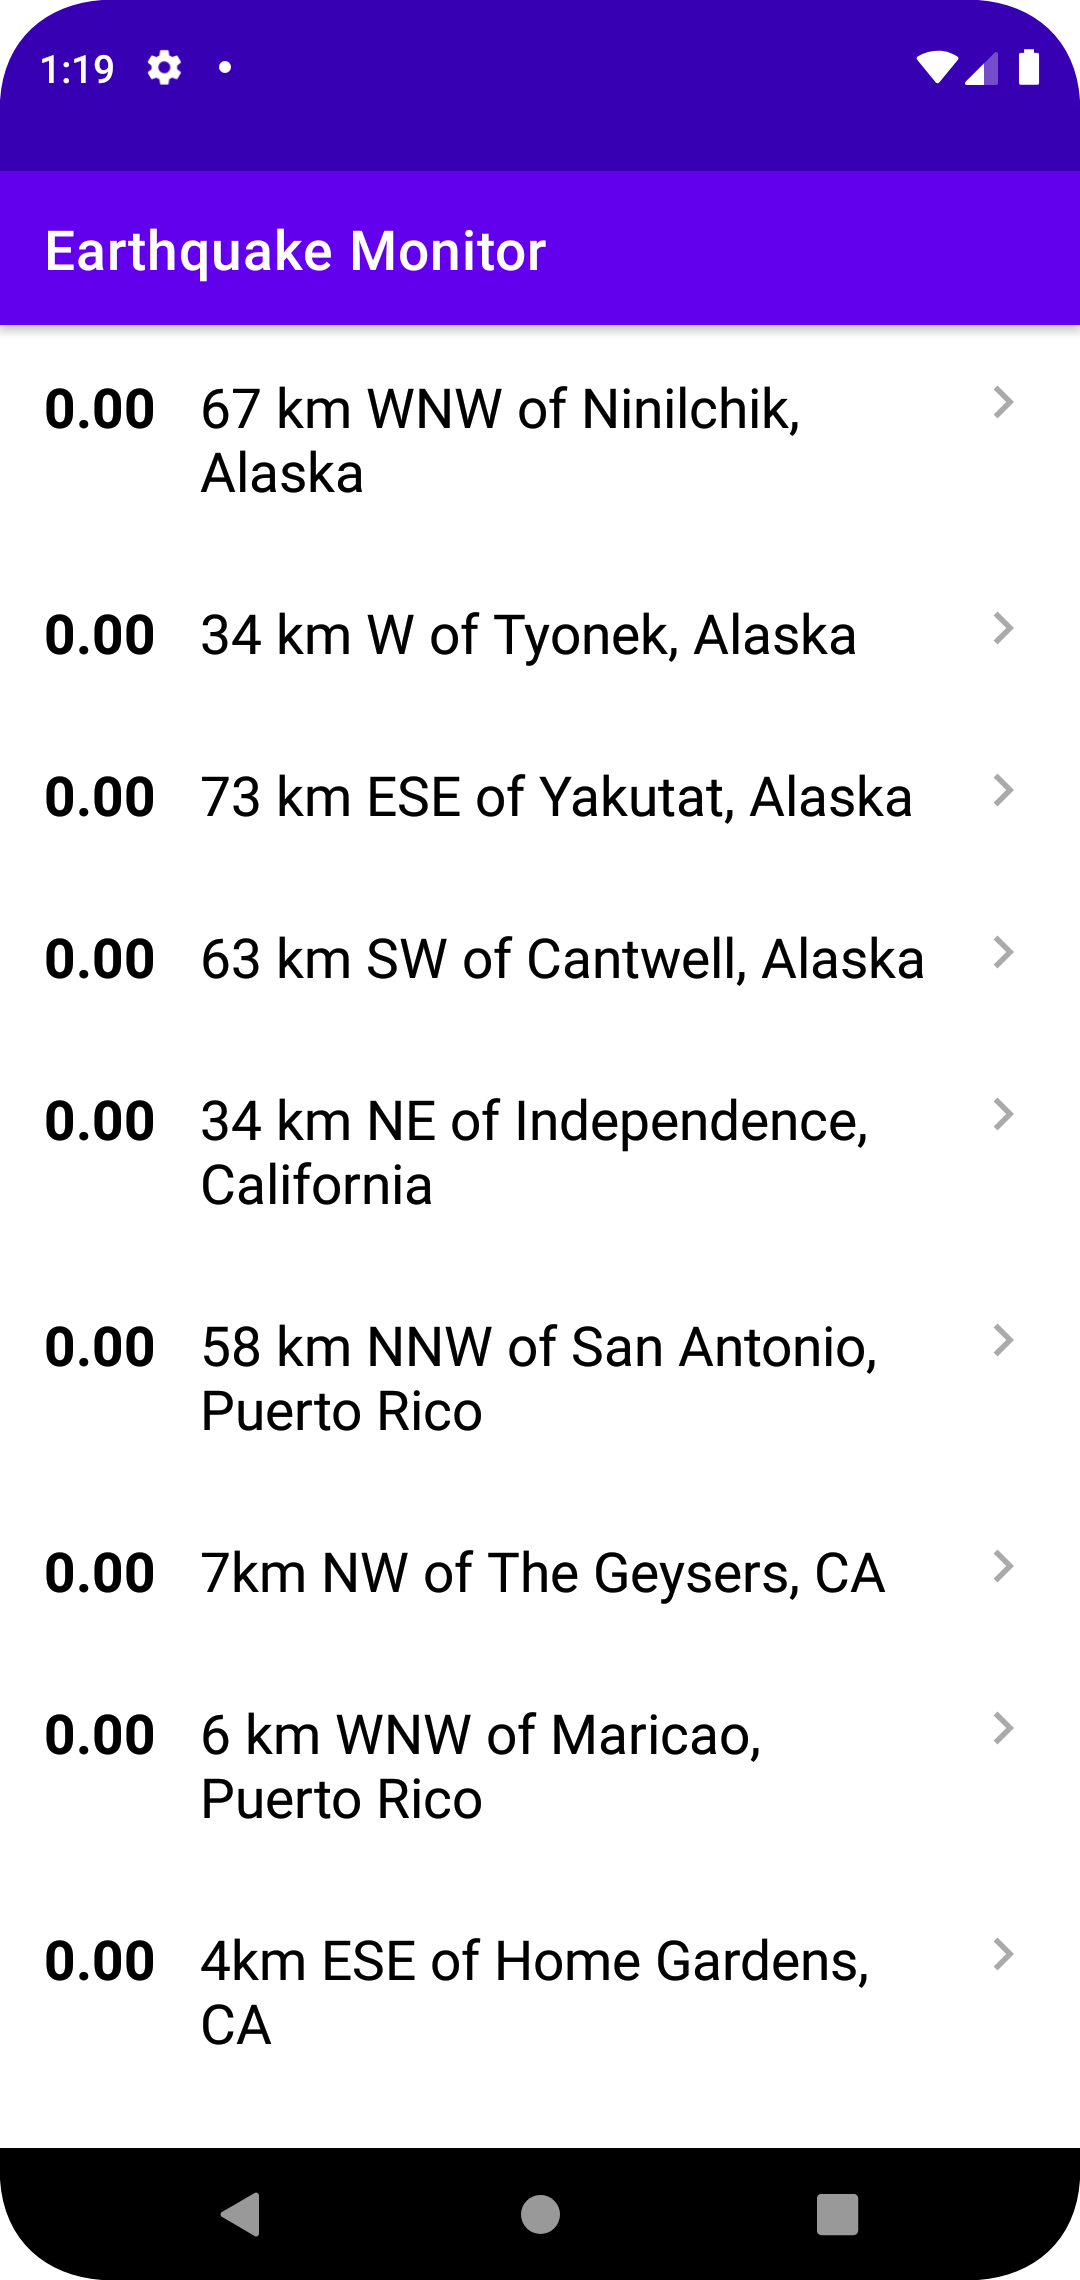 1:19
Earthquake Monitor
0.00 67 km WNW of Ninilchik,
Alaska
0.00 34 km W of Tyonek, Alaska
0.00 73 km ESE of Yakutat, Alaska
0.00 63 km SW of Cantwell, Alaska
0.00 34 km NE of Independence,
California
0.00 58 km NNW of San Antonio,
Puerto Rico
0.00 7km NW of The Geysers, CA
0.00 6 km WNW of Maricao,
Puerto Rico
0.00 4km ESE of Home Gardens,
CA